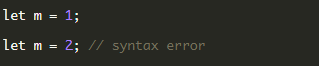 let m = 1;
let m = 2; // syntax error